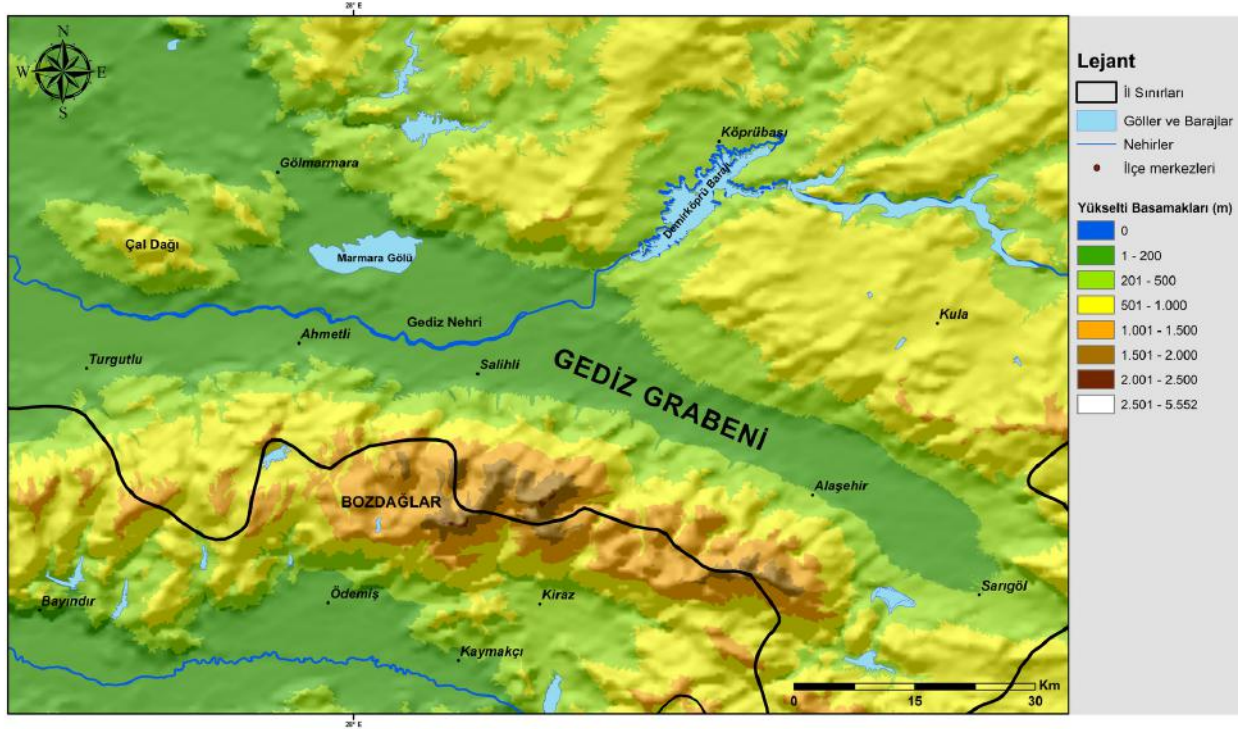 28° E
N
W E
S
Köprübaşı
Gölmarmara
Demirköprü Barajı
Çal Dağı
Marmara Gölü
Gediz Nehri
Kula
Ahmetli
Turgutlu
Salihli
GEDİZ GRABENİ
Alaşehir
BOZDAĞLAR
Sarıgöl
Bayındır
Ödemiş
Kiraz
Kaymakçı
Km
0 15 30
Lejant
İl Sınırları
Göller ve Barajlar
Nehirler
İlçe merkezleri
Yükselti Basamakları (m)
0
1 - 200
201 - 500
501 - 1.000
1.001 - 1.500
1.501 - 2.000
2.001 - 2.500
2.501 - 5.552
28° E